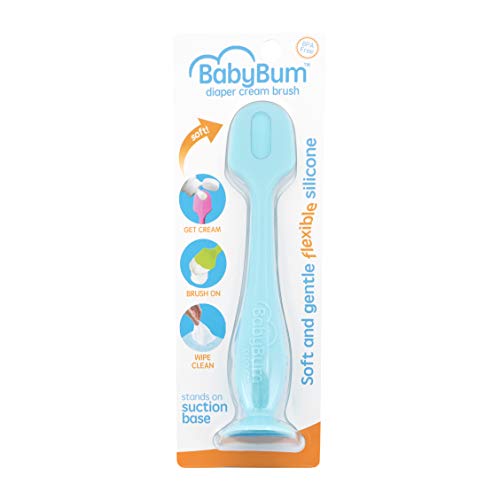 BPA
Free
BabyBum™
diaper cream brush
soft!
GET CREAM
BRUSH ON
WIPE
CLEAN
Soft and gentle flexible silicone
BabyBum
stands on
suction
base